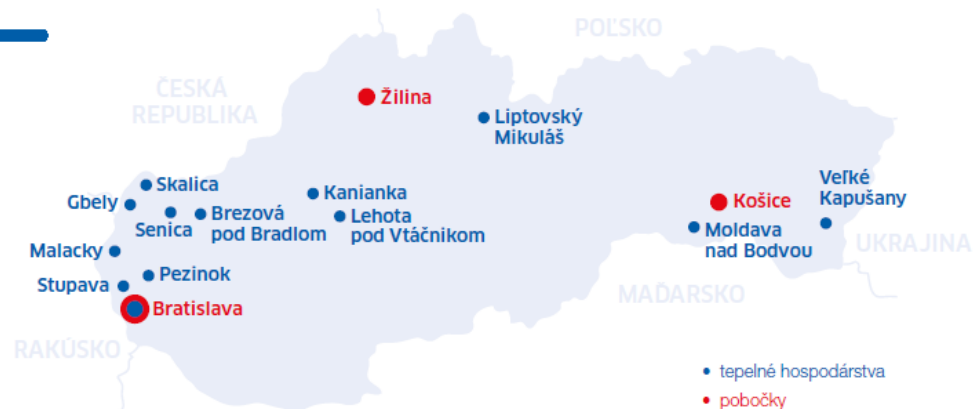 POĽSKO
ČESKÁ
REPUBLIKA
Žilina
Liptovský
Mikuláš
Skalica
Gbely
Senica
Brezová
pod Bradlom
Kanianka
Lehota
pod Vtáčnikom
Veľké
Kapušany
Košice
Moldava
nad Bodvou
UKRAJINA
Malacky
Pezinok
Stupava
Bratislava
MAĎARSKO
RAKÚSKO
• tepelné hospodárstva
• pobočky